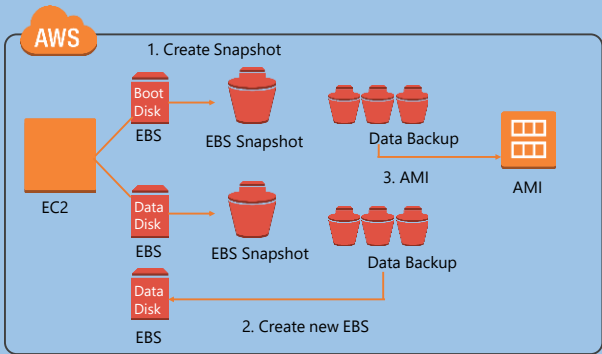 AWS
1. Create Snapshot
Boot
Disk
EBS
EBS Snapshot
Data Backup
3. AMI
AMI
EC2
Data
Disk
EBS
EBS Snapshot
Data Backup
Data
Disk
EBS
2. Create new EBS